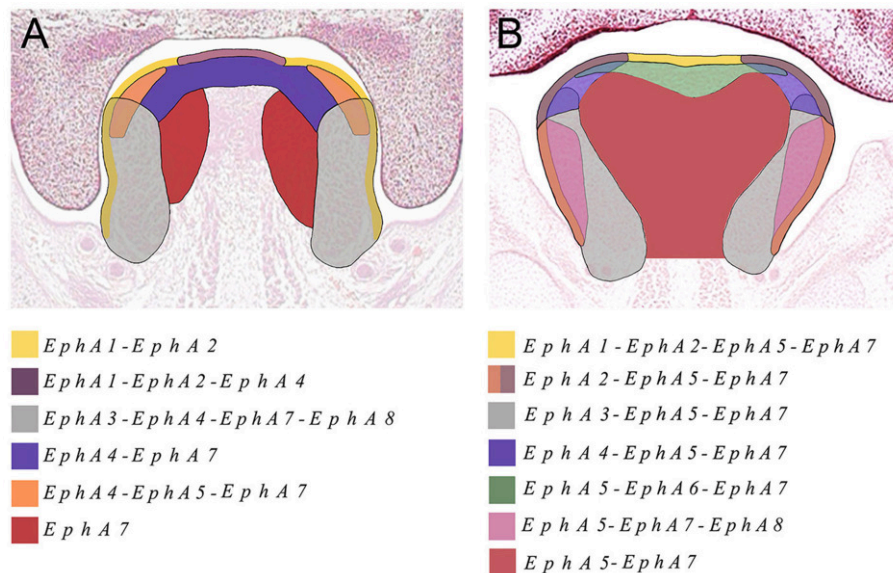 A
B
EphA1-EphA2
EphA1-EphA2-EphA4
EphA3-EphA4-EphA7-EphA8
EphA4-EphA7
EphA4-EphA5-EphA7
EphA7
EphA1-EphA2-EphA5-EphA7
EphA2-EphA5-EphA7
EphA3-EphA5-EphA7
EphA4-EphA5-EphA7
EphA5-EphA6-EphA7
EphA5-EphA7-EphA8
EphA5-EphA7